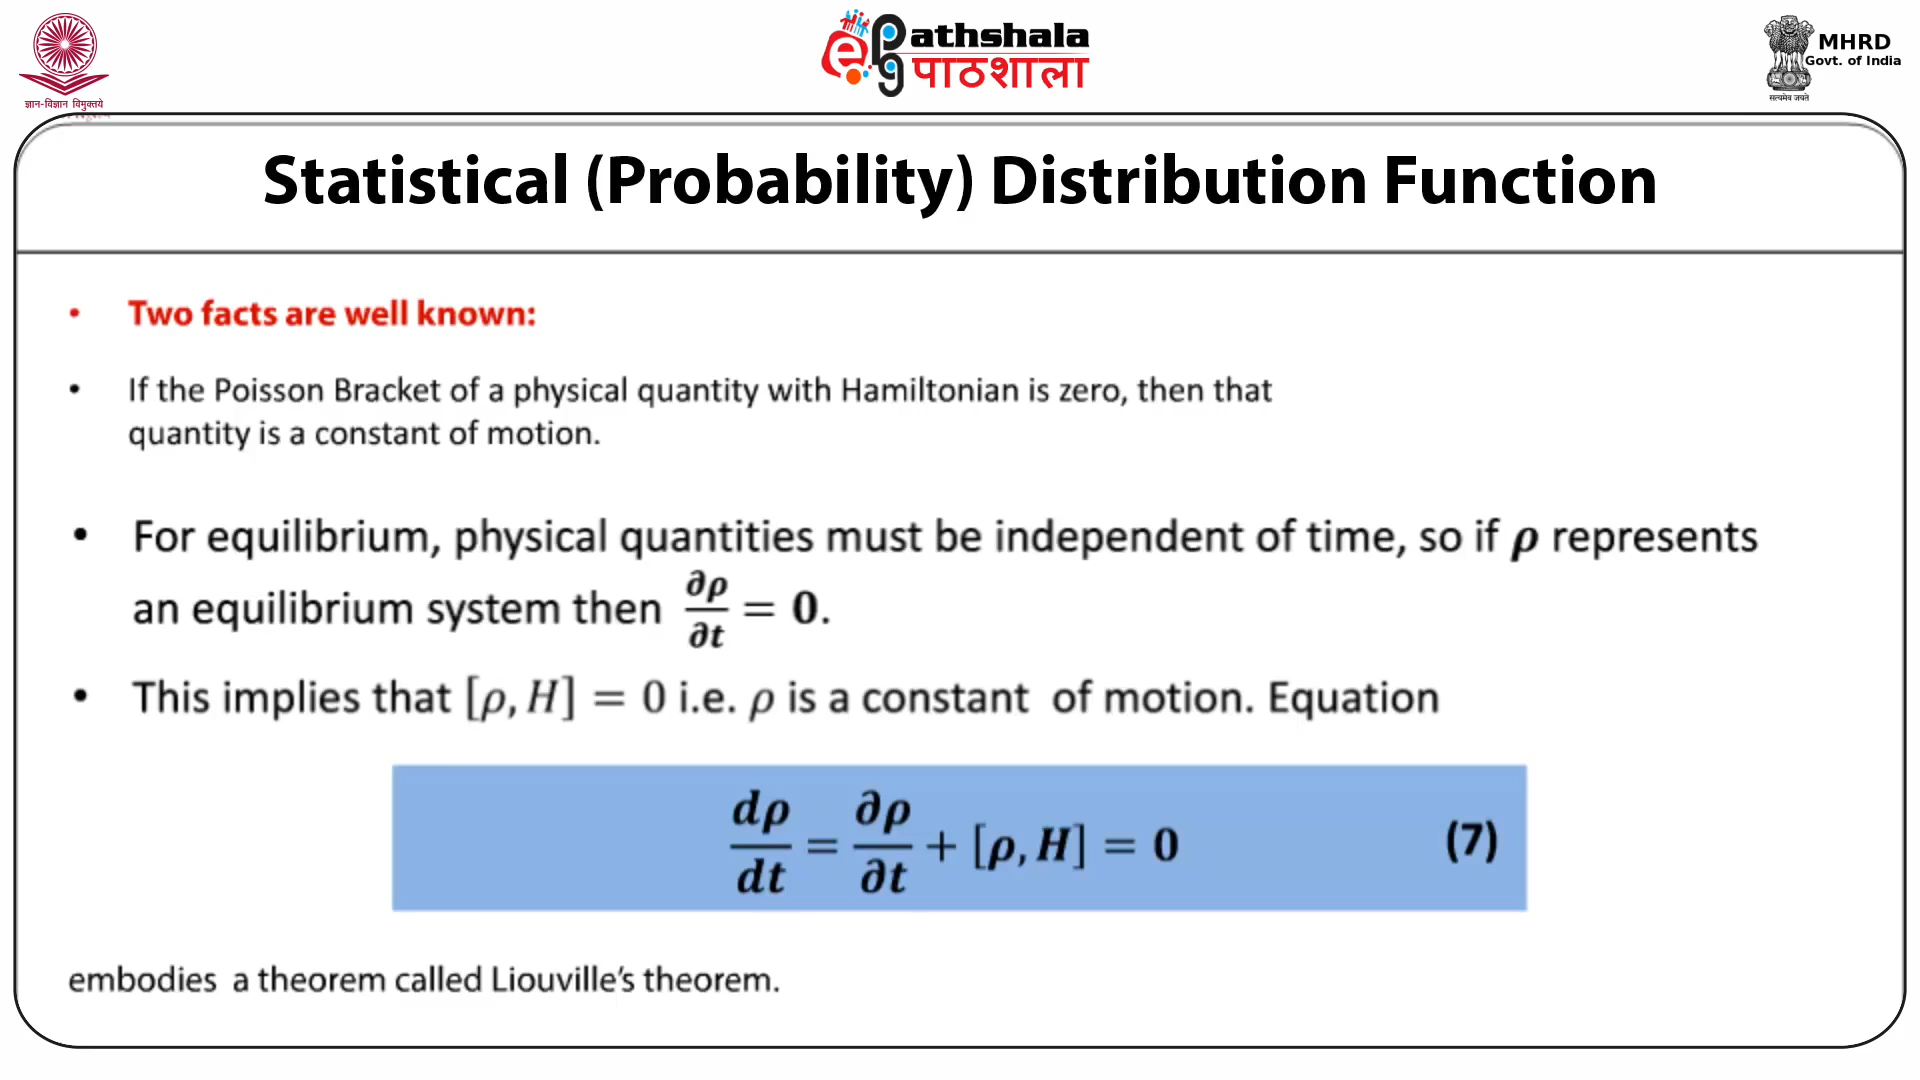 ज्ञान-विज्ञान विमुक्तये
ePG athshala
पाठशाला
MHRD
Govt. of India
सत्यमेव जयते
Statistical (Probability) Distribution Function
• Two facts are well known:
• If the Poisson Bracket of a physical quantity with Hamiltonian is zero, then that
quantity is a constant of motion.
• For equilibrium, physical quantities must be independent of time, so if ρ represents
an equilibrium system then ∂ρ/∂t = 0.
• This implies that [ρ, H] = 0 i.e. ρ is a constant of motion. Equation
dρ/dt = ∂ρ/∂t + [ρ, H] = 0 (7)
embodies a theorem called Liouville’s theorem.